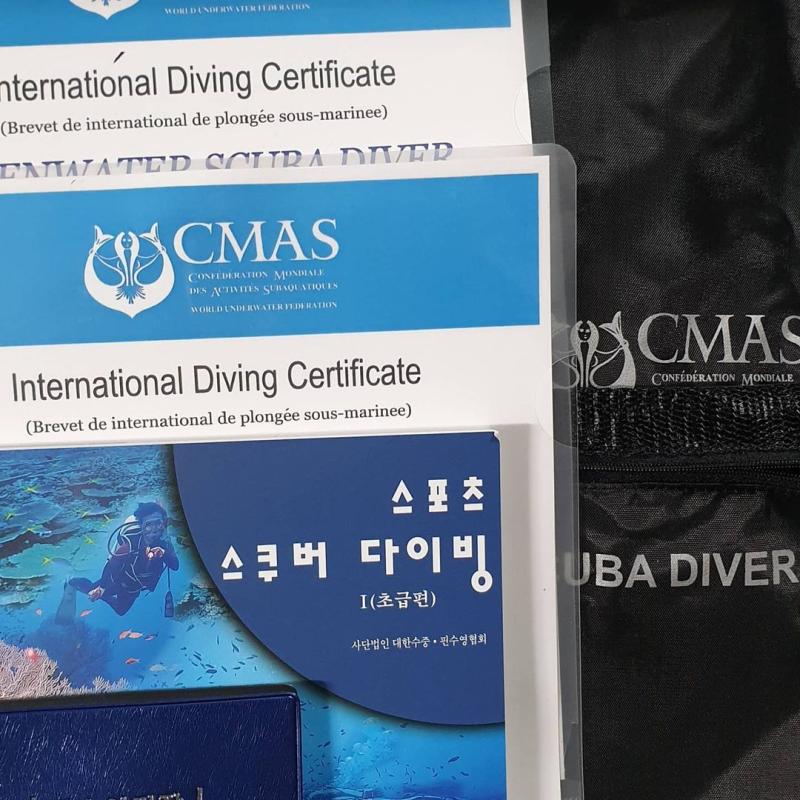 WORLD UNDERWATER FEDERATION
International Diving Certificate
(Brevet de international de plongée sous-marinee)
SCUBA DIVER
CMAS
CONFÉDÉRATION MONDIALE
DES ACTIVITÉS SUBAQUATIQUES
WORLD UNDERWATER FEDERATION
International Diving Certificate
(Brevet de international de plongée sous-marinee)
스포츠
스쿠버 다이빙
I (초급편)
사단법인 대한수중·핀수영협회
CMAS
CONFÉDÉRATION MONDIALE
UBA DIVER